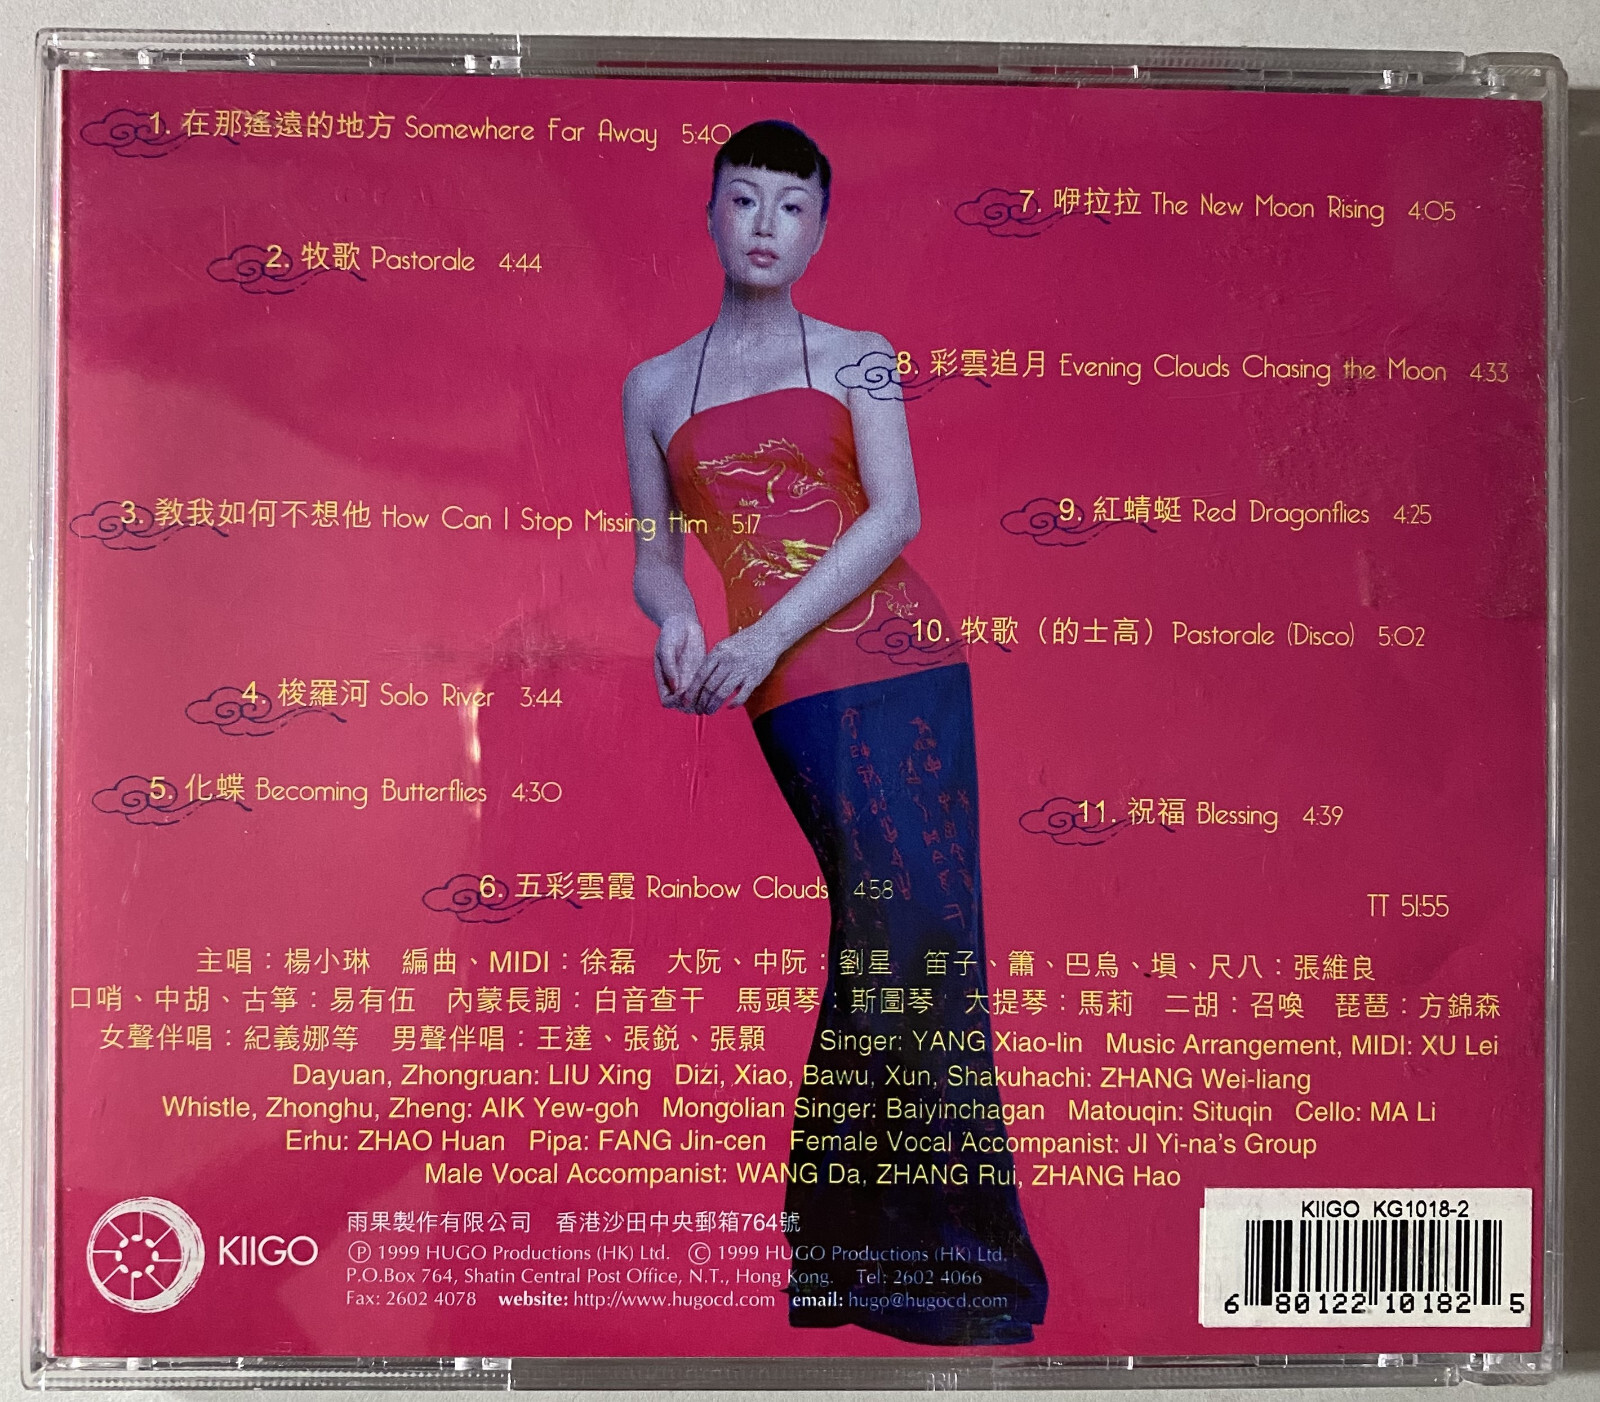 1. 在那遙遠的地方 Somewhere Far Away 5:40
2. 牧歌 Pastorale 4:44
3. 教我如何不想他 How Can I Stop Missing Him 5:17
4. 梭羅河 Solo River 3:44
5. 化蝶 Becoming Butterflies 4:30
6. 五彩雲霞 Rainbow Clouds 4:58
7. 咿拉拉 The New Moon Rising 4:05
8. 彩雲追月 Evening Clouds Chasing the Moon 4:33
9. 紅蜻蜓 Red Dragonflies 4:25
10. 牧歌（的士高）Pastorale (Disco) 5:02
11. 祝福 Blessing 4:39
TT 51:55
主唱：楊小琳 編曲、MIDI：徐磊 大阮、中阮：劉星 笛子、簫、巴烏、塤、尺八：張維良
口哨、中胡、古箏：易有伍 內蒙長調：白音查干 馬頭琴：斯圖琴 大提琴：馬莉 二胡：召喚 琵琶：方錦森
女聲伴唱：紀義娜等 男聲伴唱：王達、張銳、張顥 Singer: YANG Xiao-lin Music Arrangement, MIDI: XU Lei
Dayuan, Zhongruan: LIU Xing Dizi, Xiao, Bawu, Xun, Shakuhachi: ZHANG Wei-liang
Whistle, Zhonghu, Zheng: AIK Yew-goh Mongolian Singer: Baiyinchagan Matouqin: Situqin Cello: MA Li
Erhu: ZHAO Huan Pipa: FANG Jin-cen Female Vocal Accompanist: JI Yi-na's Group
Male Vocal Accompanist: WANG Da, ZHANG Rui, ZHANG Hao
KIIGO
雨果製作有限公司 香港沙田中央郵箱764號
Ⓟ 1999 HUGO Productions (HK) Ltd. © 1999 HUGO Productions (HK) Ltd.
P.O.Box 764, Shatin Central Post Office, N.T., Hong Kong. Tel: 2602 4066
Fax: 2602 4078 website: http://www.hugocd.com email: hugo@hugocd.com
KIIGO KG1018-2
6 80122 10182 5